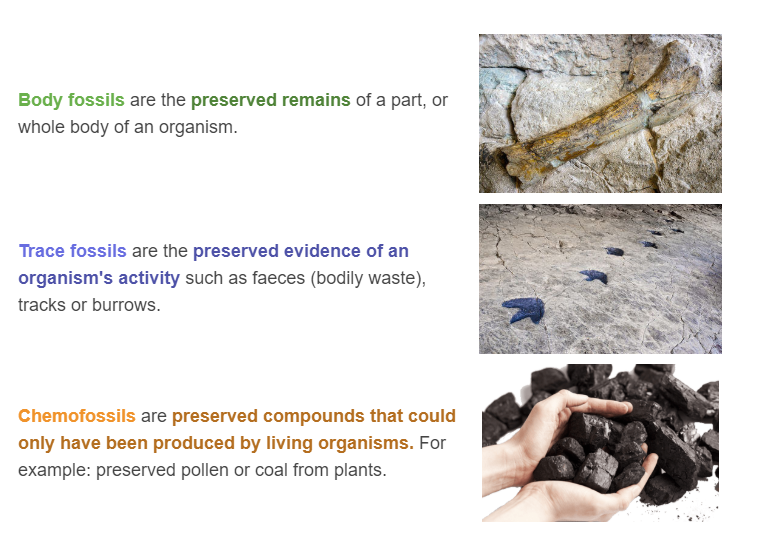 Body fossils are the preserved remains of a part, or
whole body of an organism.
Trace fossils are the preserved evidence of an
organism's activity such as faeces (bodily waste),
tracks or burrows.
Chemofossils are preserved compounds that could
only have been produced by living organisms. For
example: preserved pollen or coal from plants.